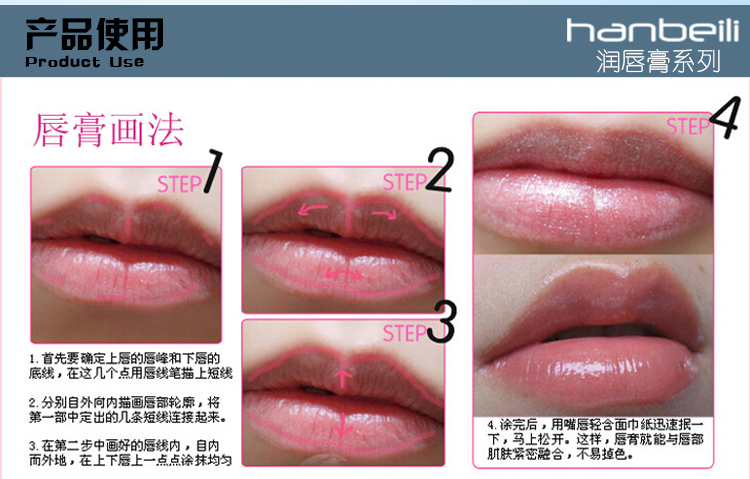 产品使用
Product Use
hanbeili
润唇膏系列
唇膏画法
STEP 1
STEP 2
STEP 3
STEP 4
1.首先要确定上唇的唇峰和下唇的
底线，在这几个点用唇线笔描上短线
2.分别自外向内描画唇部轮廓，将
第一部中定出的几条短线连接起来。
3.在第二步中画好的唇线内，自内
而外地，在上下唇上一点点涂抹均匀
4.涂完后，用嘴唇轻含面巾纸迅速抿一
下，马上松开。这样，唇膏就能与唇部
肌肤紧密融合，不易掉色。